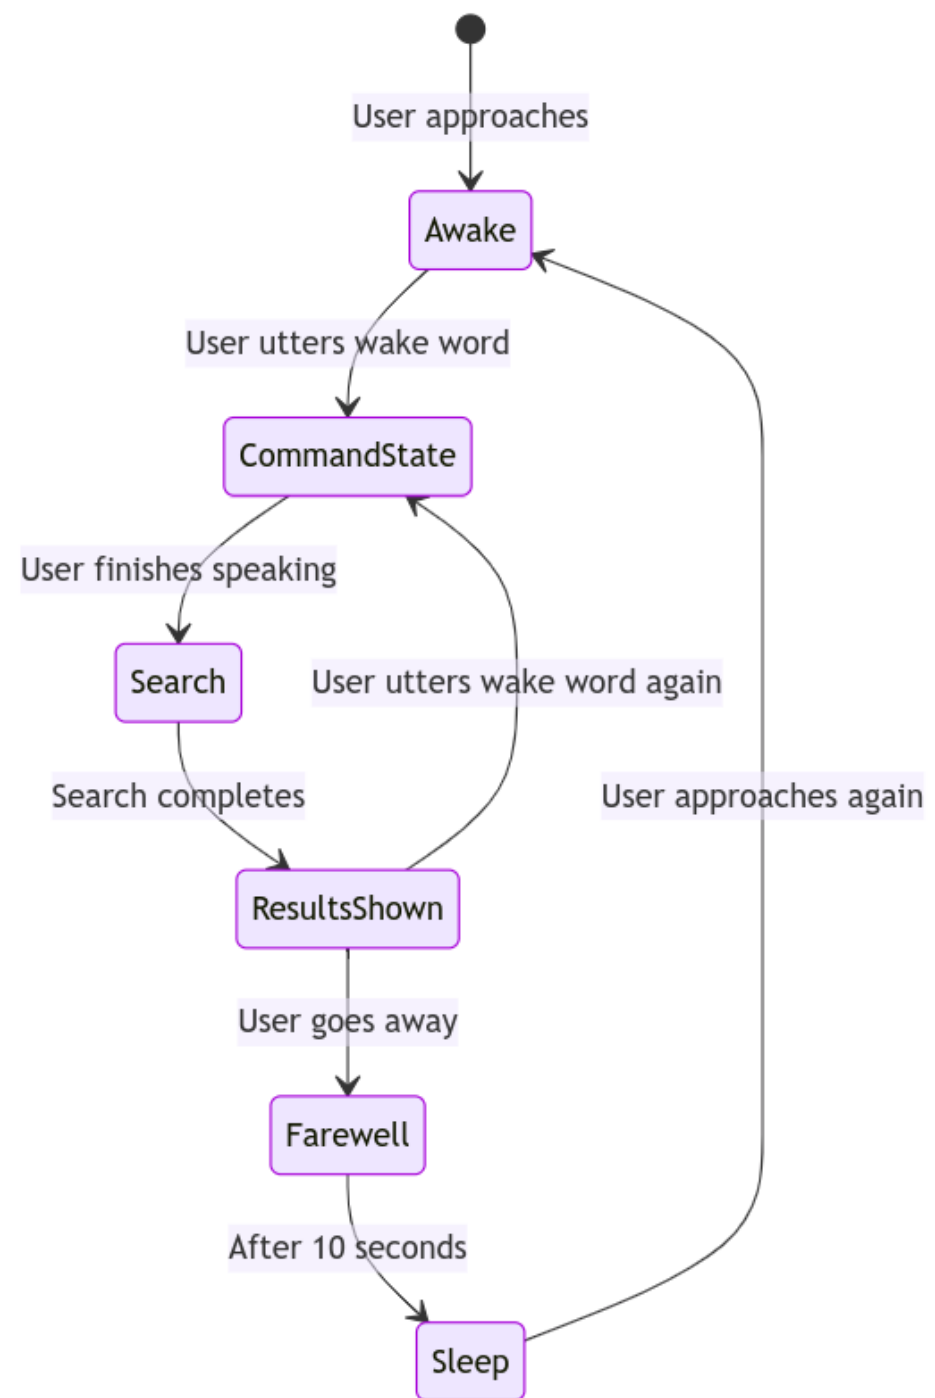 User approaches
Awake
User utters wake word
CommandState
User finishes speaking
Search
User utters wake word again
Search completes
User approaches again
ResultsShown
User goes away
Farewell
After 10 seconds
Sleep